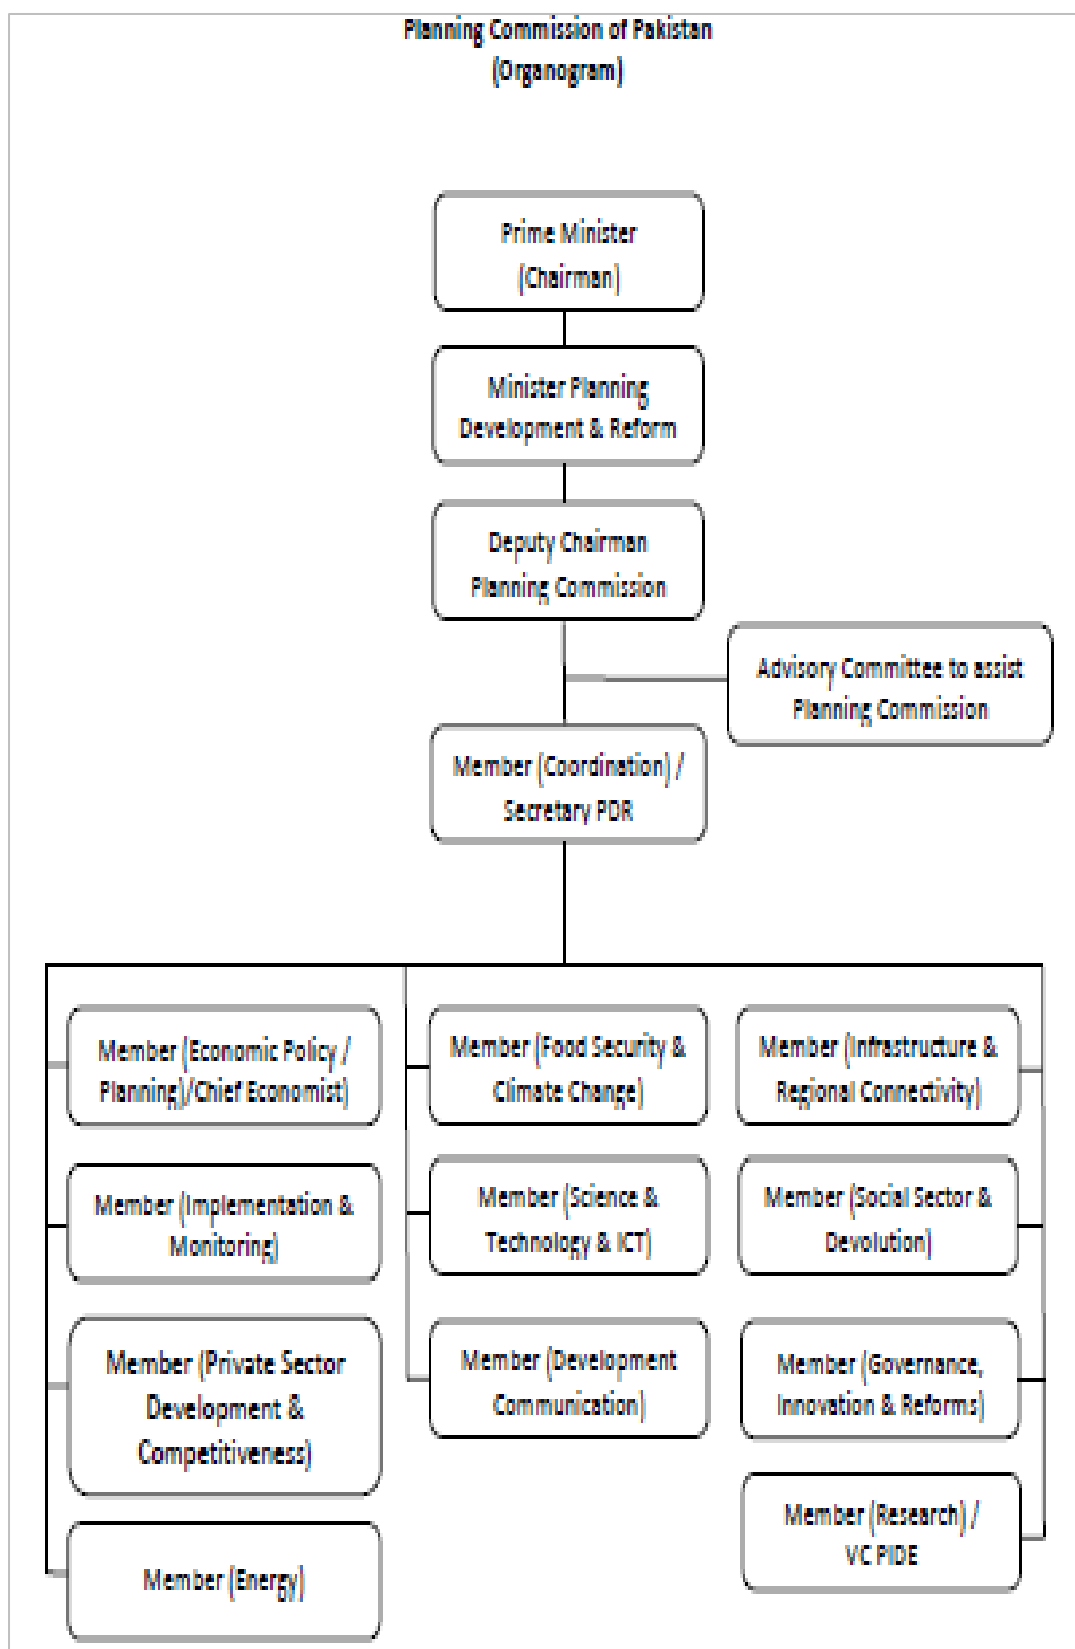 Planning Commission of Pakistan
(Organogram)
Prime Minister
(Chairman)
Minister Planning
Development & Reform
Deputy Chairman
Planning Commission
Advisory Committee to assist
Planning Commission
Member (Coordination) /
Secretary PDR
Member (Economic Policy /
Planning)/Chief Economist)
Member (Implementation &
Monitoring)
Member (Private Sector
Development &
Competitiveness)
Member (Energy)
Member (Food Security &
Climate Change)
Member (Science &
Technology & ICT)
Member (Development
Communication)
Member (Infrastructure &
Regional Connectivity)
Member (Social Sector &
Devolution)
Member (Governance,
Innovation & Reforms)
Member (Research) /
VC PIDE